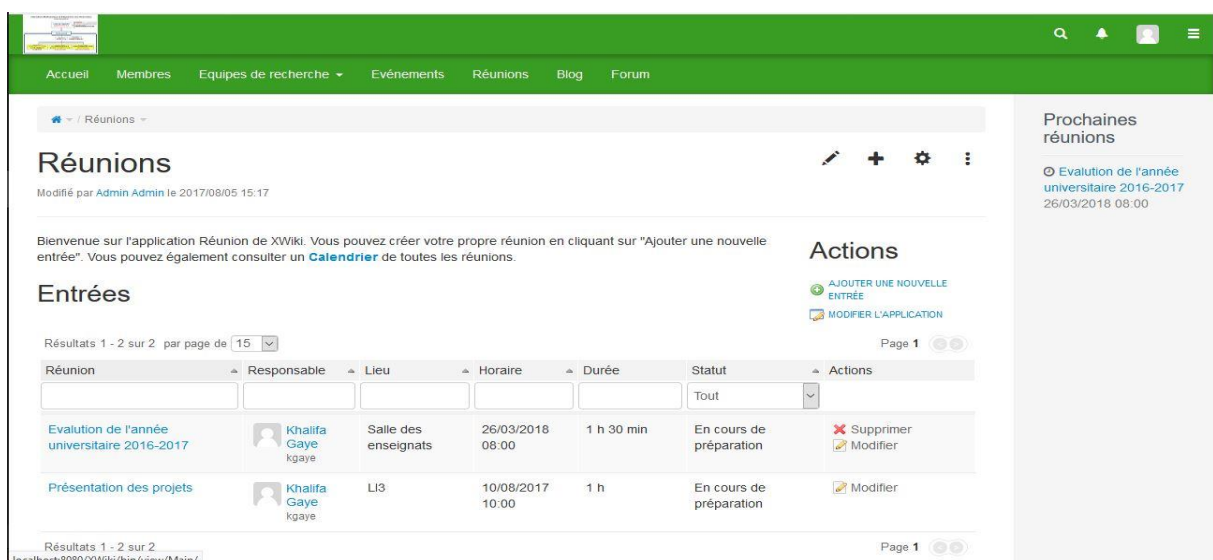 Accueil Membres Equipes de recherche Evénements Réunions Blog Forum
/ Réunions
Réunions
Modifié par Admin Admin le 2017/08/05 15:17
Bienvenue sur l'application Réunion de XWiki. Vous pouvez créer votre propre réunion en cliquant sur "Ajouter une nouvelle
entrée". Vous pouvez également consulter un Calendrier de toutes les réunions.
Entrées
Résultats 1 - 2 sur 2 par page de 15
Page 1
Réunion Responsable Lieu Horaire Durée Statut Actions
Tout
Evalution de l'année
universitaire 2016-2017
Khalifa
Gaye
kgaye
Salle des
enseignats
26/03/2018
08:00
1 h 30 min
En cours de
préparation
Supprimer
Modifier
Présentation des projets
Khalifa
Gaye
kgaye
LI3
10/08/2017
10:00
1 h
En cours de
préparation
Modifier
Résultats 1 - 2 sur 2
Page 1
Actions
AJOUTER UNE NOUVELLE
ENTRÉE
MODIFIER L'APPLICATION
Prochaines
réunions
Evalution de l'année
universitaire 2016-2017
26/03/2018 08:00